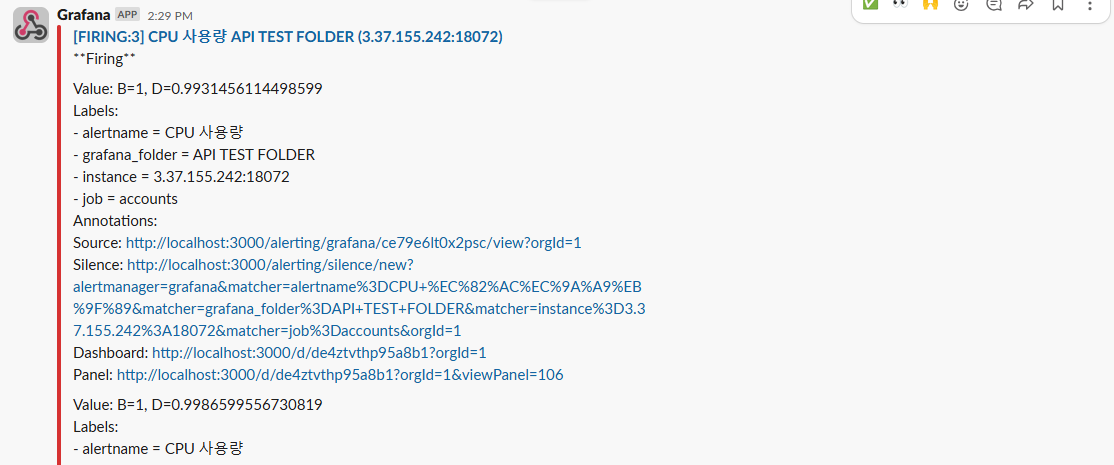 Grafana APP 2:29 PM
[FIRING:3] CPU 사용량 API TEST FOLDER (3.37.155.242:18072)
**Firing**
Value: B=1, D=0.9931456114498599
Labels:
- alertname = CPU 사용량
- grafana_folder = API TEST FOLDER
- instance = 3.37.155.242:18072
- job = accounts
Annotations:
Source: http://localhost:3000/alerting/grafana/ce79e6lt0x2psc/view?orgId=1
Silence: http://localhost:3000/alerting/silence/new?
alertmanager=grafana&matcher=alertname%3DCPU+%EC%82%AC%EC%9A%A9%EB
%9F%89&matcher=grafana_folder%3DAPI+TEST+FOLDER&matcher=instance%3D3.3
7.155.242%3A18072&matcher=job%3Daccounts&orgId=1
Dashboard: http://localhost:3000/d/de4ztvthp95a8b1?orgId=1
Panel: http://localhost:3000/d/de4ztvthp95a8b1?orgId=1&viewPanel=106
Value: B=1, D=0.9986599556730819
Labels:
- alertname = CPU 사용량